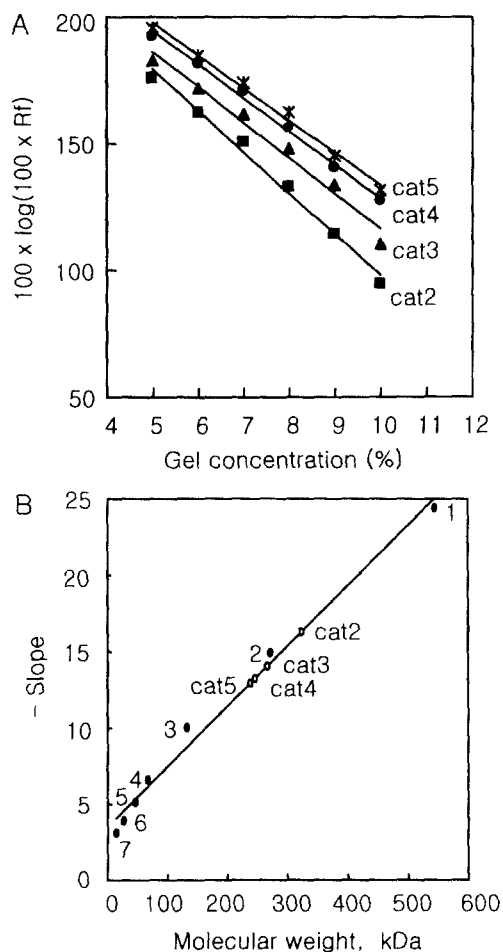 A
100 x log(100 x Rf)
200
150
100
50
cat5
cat4
cat3
cat2
4 5 6 7 8 9 10 11 12
Gel concentration (%)
B
- Slope
25
20
15
10
5
0
1
cat2
2
cat3
cat5
cat4
3
4
5
6
7
0 100 200 300 400 500 600
Molecular weight, kDa